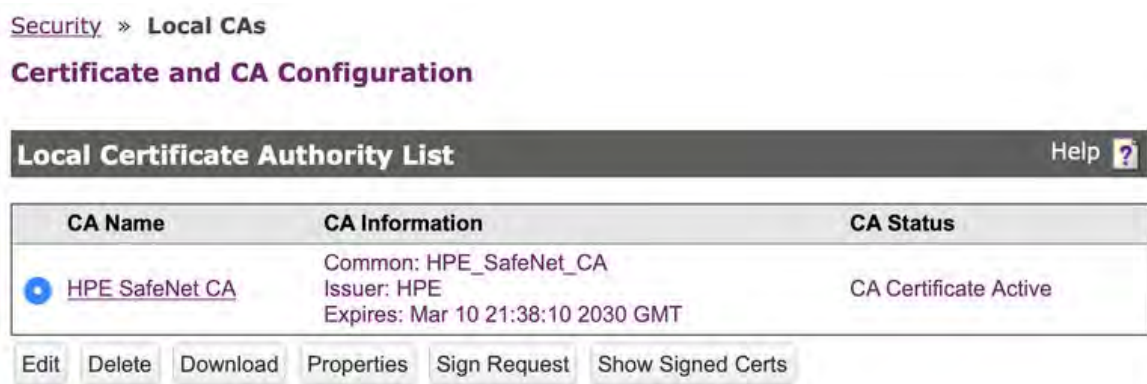 Security » Local CAs
Certificate and CA Configuration
Local Certificate Authority List Help ?
CA Name CA Information CA Status
HPE SafeNet CA Common: HPE_SafeNet_CA CA Certificate Active
Issuer: HPE
Expires: Mar 10 21:38:10 2030 GMT
Edit Delete Download Properties Sign Request Show Signed Certs